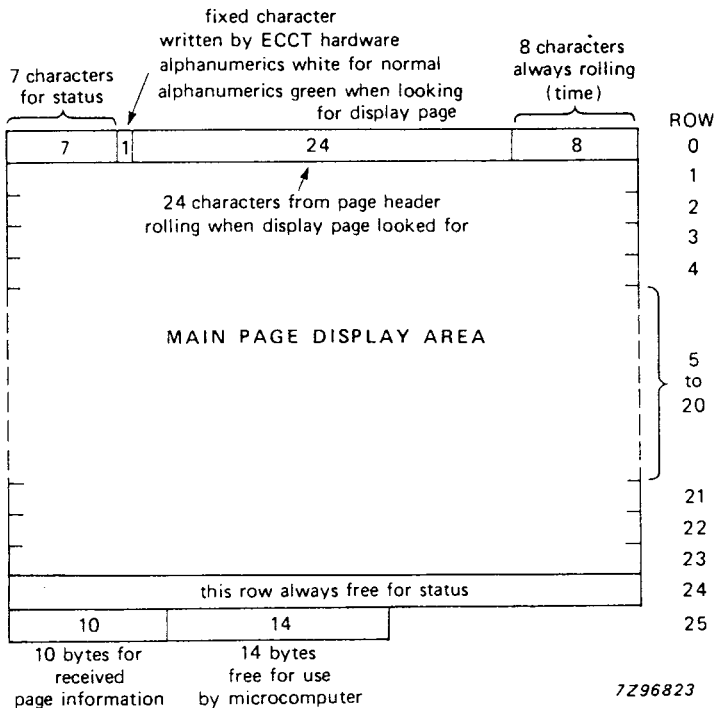 fixed character
written by ECCT hardware
alphanumerics white for normal
alphanumerics green when looking
for display page
7 characters
for status
8 characters
always rolling
(time)
ROW
7 1 24 8 0
24 characters from page header
rolling when display page looked for
1
2
3
4
MAIN PAGE DISPLAY AREA
5
to
20
21
22
23
this row always free for status 24
10 14 25
10 bytes for
received
page information
14 bytes
free for use
by microcomputer
7Z96823